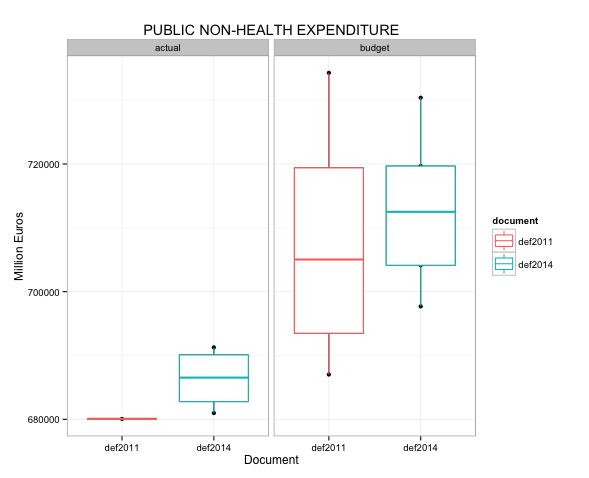 PUBLIC NON-HEALTH EXPENDITURE
actual
budget
720000
700000
680000
Million Euros
def2011
def2014
def2011
def2014
Document
document
def2011
def2014